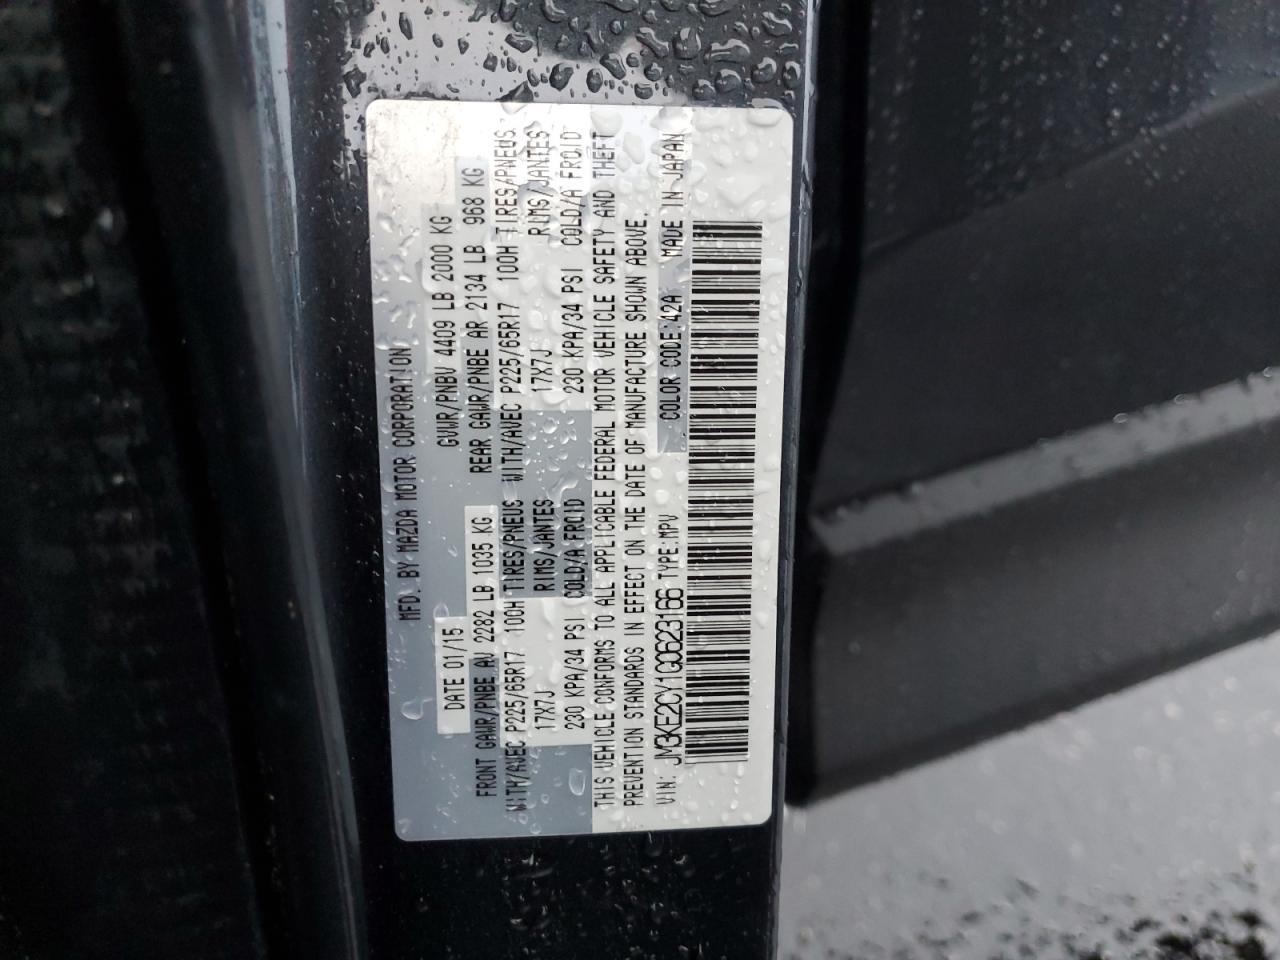 MFD. BY MAZDA MOTOR CORPORATION
DATE 01/15 GVWR/PNBV 4409 LB 2000 KG
FRONT GAWR/PNBE AV 2282 LB 1035 KG REAR GAWR/PNBE AR 2134 LB 968 KG
WITH/AVEC P225/65R17 100H TIRES/PNEUS WITH/AVEC P225/65R17 100H TIRES/PNEUS
17X7J RIMS/JANTES 17X7J RIMS/JANTES
230 KPA/34 PSI COLD/A FROID 230 KPA/34 PSI COLD/A FROID
THIS VEHICLE CONFORMS TO ALL APPLICABLE FEDERAL MOTOR VEHICLE SAFETY AND THEFT
PREVENTION STANDARDS IN EFFECT ON THE DATE OF MANUFACTURE SHOWN ABOVE.
VIN: JM3KE2CY1G0623166 TYPE:MPV COLOR CODE:42A MADE IN JAPAN